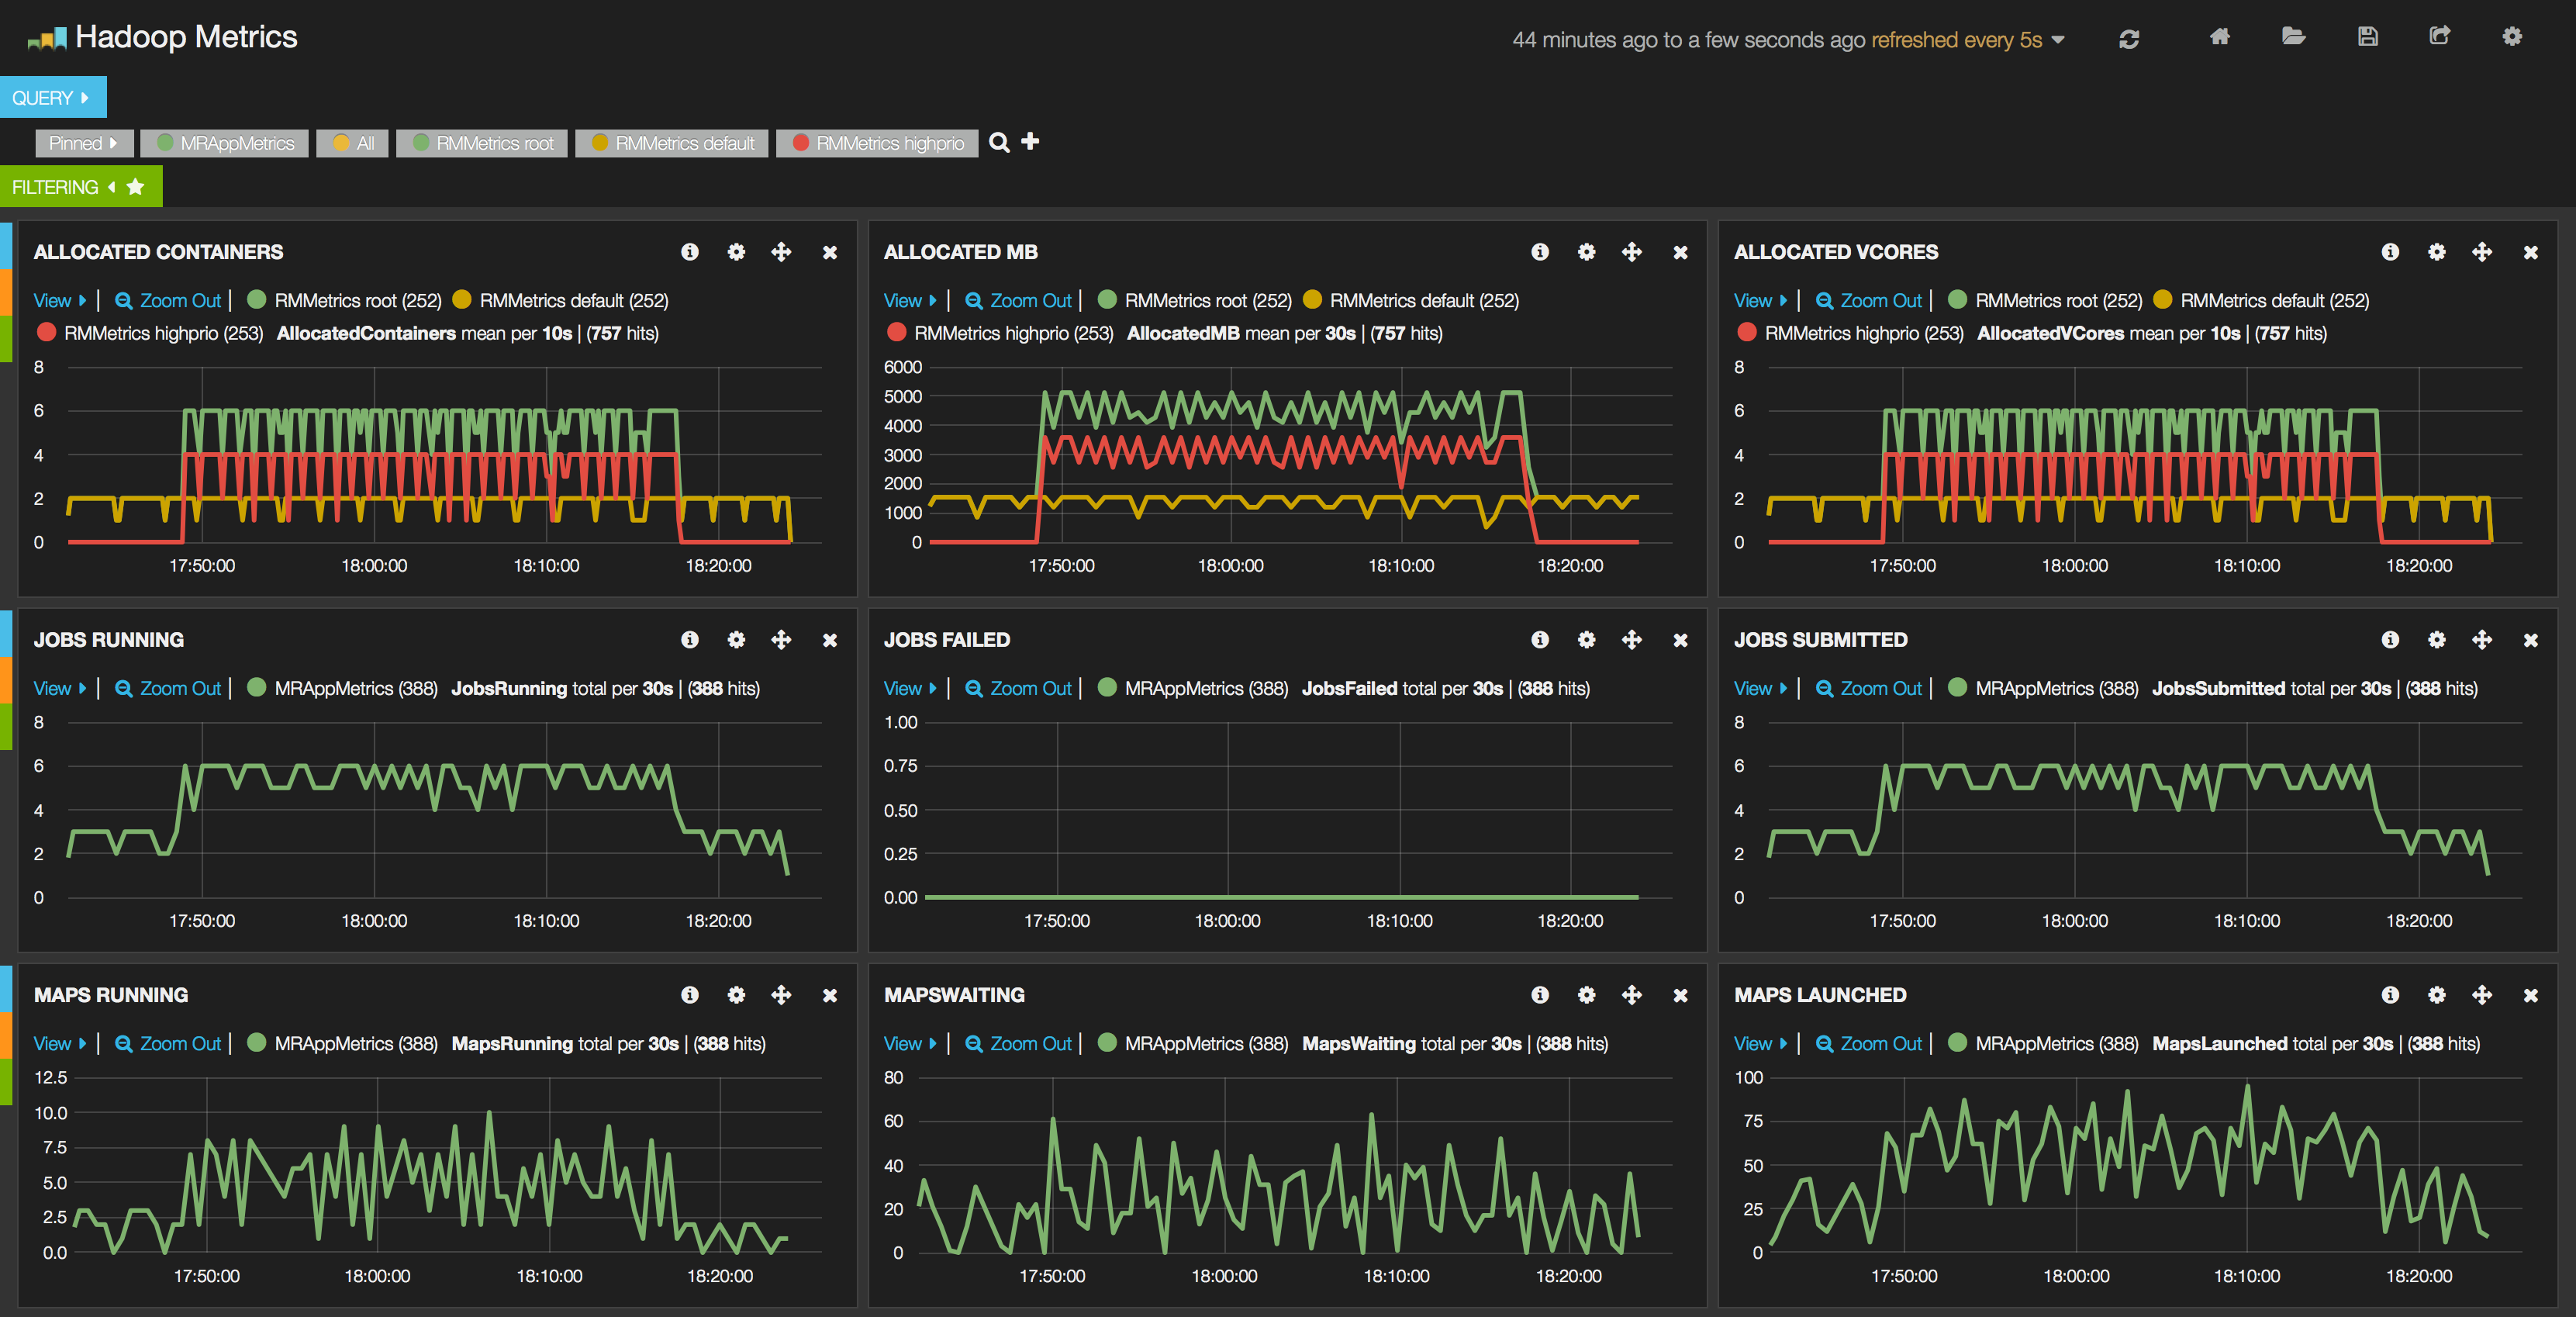 Hadoop Metrics
44 minutes ago to a few seconds ago refreshed every 5s
QUERY
Pinned MRAppMetrics All RMMetrics root RMMetrics default RMMetrics highprio
FILTERING
ALLOCATED CONTAINERS
View | Zoom Out | RMMetrics root (252) RMMetrics default (252)
RMMetrics highprio (253) AllocatedContainers mean per 10s | (757 hits)
8
6
4
2
0
17:50:00 18:00:00 18:10:00 18:20:00
ALLOCATED MB
View | Zoom Out | RMMetrics root (252) RMMetrics default (252)
RMMetrics highprio (253) AllocatedMB mean per 30s | (757 hits)
6000
5000
4000
3000
2000
1000
0
17:50:00 18:00:00 18:10:00 18:20:00
ALLOCATED VCORES
View | Zoom Out | RMMetrics root (252) RMMetrics default (252)
RMMetrics highprio (253) AllocatedVCores mean per 10s | (757 hits)
8
6
4
2
0
17:50:00 18:00:00 18:10:00 18:20:00
JOBS RUNNING
View | Zoom Out | MRAppMetrics (388) JobsRunning total per 30s | (388 hits)
8
6
4
2
0
17:50:00 18:00:00 18:10:00 18:20:00
JOBS FAILED
View | Zoom Out | MRAppMetrics (388) JobsFailed total per 30s | (388 hits)
1.00
0.75
0.50
0.25
0.00
17:50:00 18:00:00 18:10:00 18:20:00
JOBS SUBMITTED
View | Zoom Out | MRAppMetrics (388) JobsSubmitted total per 30s | (388 hits)
8
6
4
2
0
17:50:00 18:00:00 18:10:00 18:20:00
MAPS RUNNING
View | Zoom Out | MRAppMetrics (388) MapsRunning total per 30s | (388 hits)
12.5
10.0
7.5
5.0
2.5
0.0
17:50:00 18:00:00 18:10:00 18:20:00
MAPSWAITING
View | Zoom Out | MRAppMetrics (388) MapsWaiting total per 30s | (388 hits)
80
60
40
20
0
17:50:00 18:00:00 18:10:00 18:20:00
MAPS LAUNCHED
View | Zoom Out | MRAppMetrics (388) MapsLaunched total per 30s | (388 hits)
100
75
50
25
0
17:50:00 18:00:00 18:10:00 18:20:00